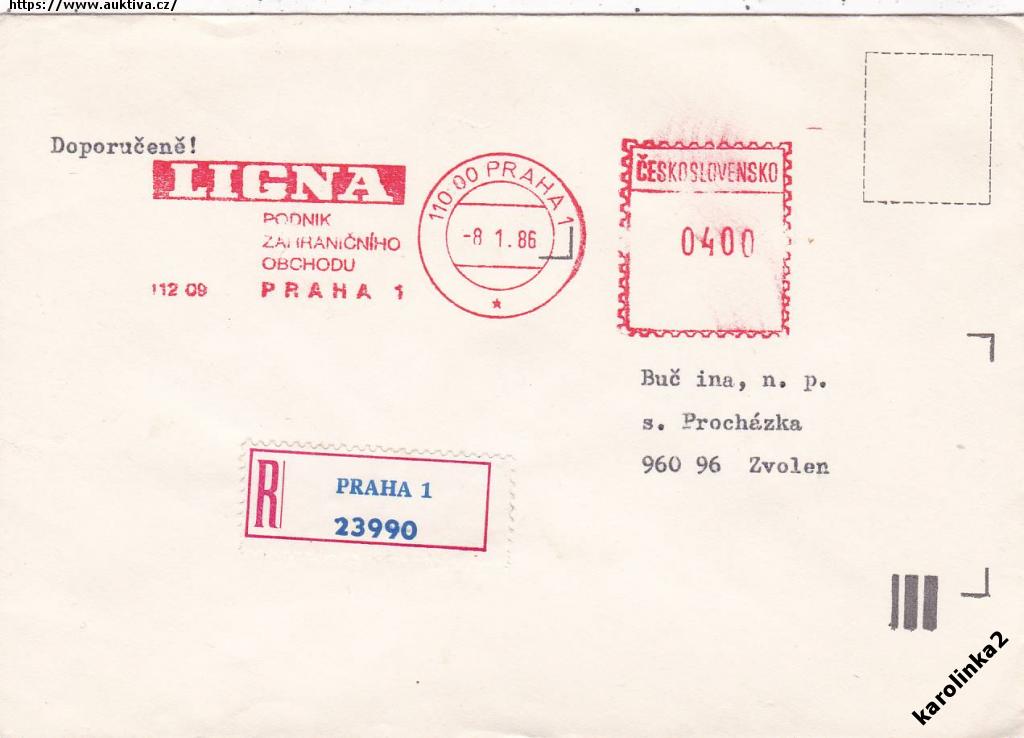 https://www.auktiva.cz/
Doporučeně!
LIGNA
PODNIK
ZAHRANIČNÍHO
OBCHODU
112 09 PRAHA 1
110 00 PRAHA 1
-8 1.86
ČESKOSLOVENSKO
0400
Buč ina, n. p.
s. Procházka
960 96 Zvolen
R
PRAHA 1
23990
karolinka2